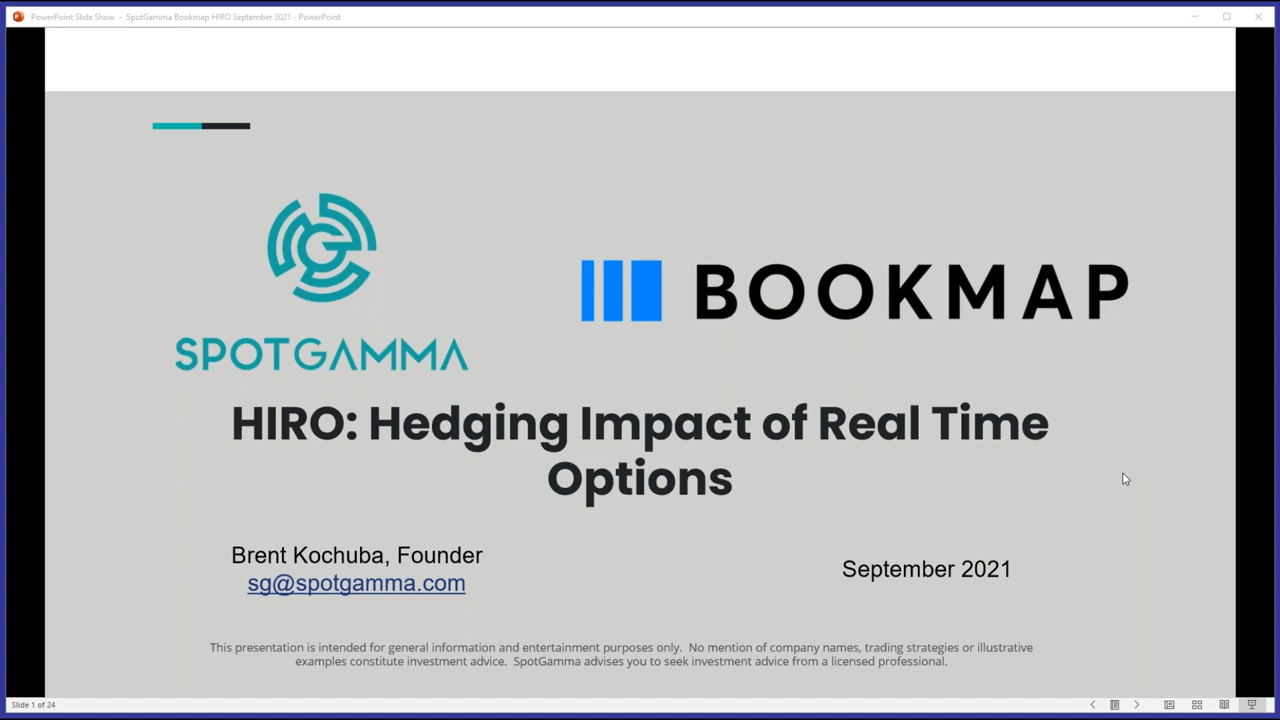 PowerPoint Slide Show - SpotGamma Bookmap HIRO September 2021 - PowerPoint
SPOTGAMMA
BOOKMAP
HIRO: Hedging Impact of Real Time
Options
Brent Kochuba, Founder
sg@spotgamma.com
September 2021
This presentation is intended for general information and entertainment purposes only. No mention of company names, trading strategies or illustrative
examples constitute investment advice. SpotGamma advises you to seek investment advice from a licensed professional.
Slide 1 of 24